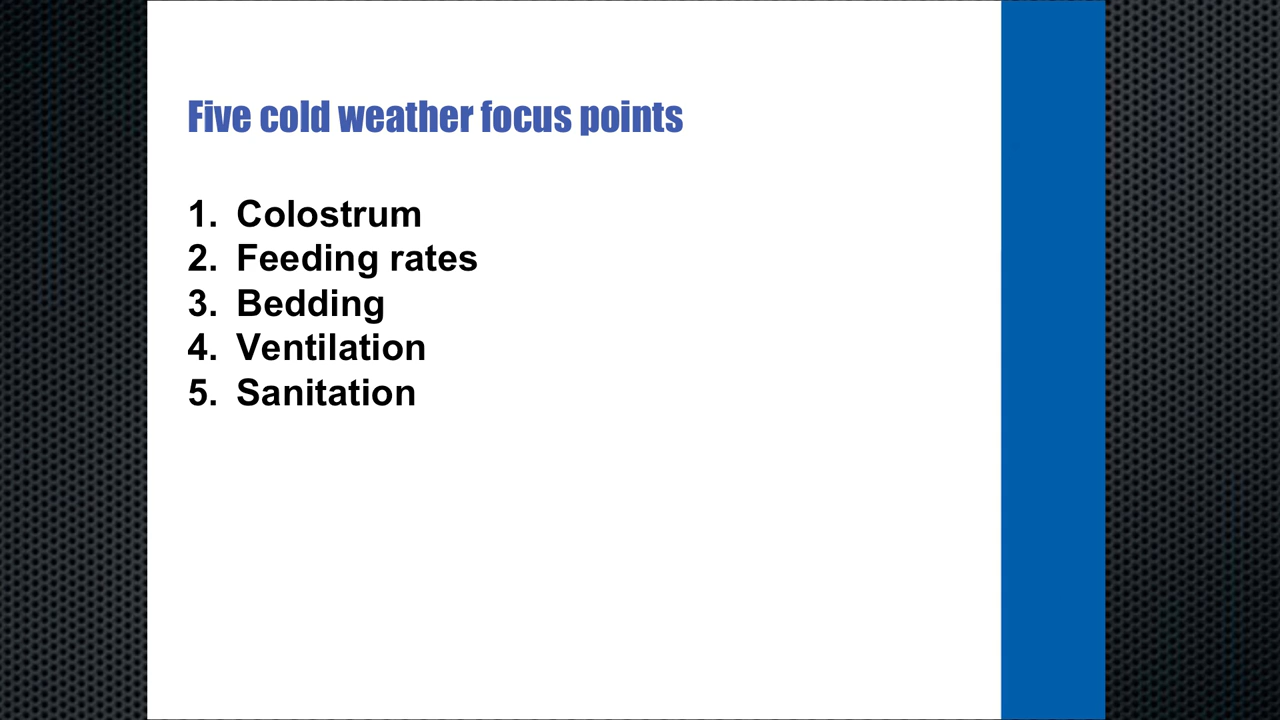 Five cold weather focus points
1. Colostrum
2. Feeding rates
3. Bedding
4. Ventilation
5. Sanitation